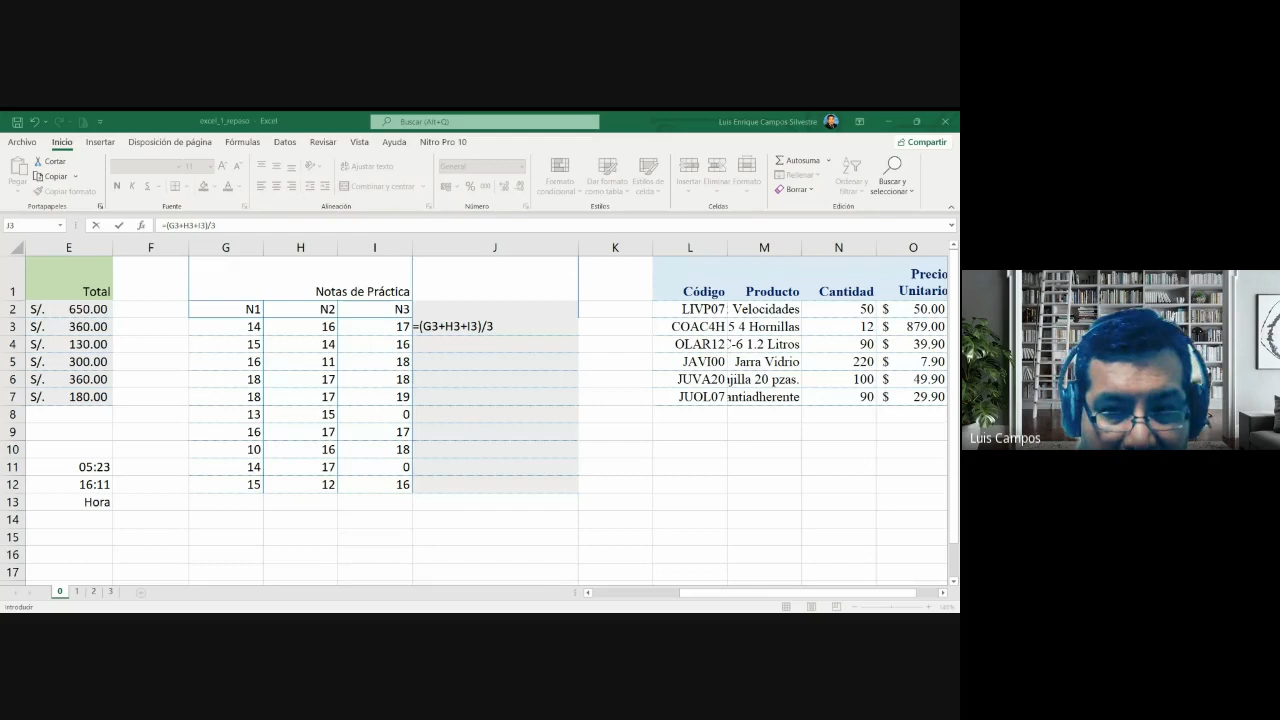 excel_1_repaso - Excel
Buscar (Alt+Q)
Luis Enrique Campos Silvestre
Archivo Inicio Insertar Disposición de página Fórmulas Datos Revisar Vista Ayuda Nitro Pro 10 Compartir
Pegar
Cortar
Copiar
Copiar formato
11
N K S
Ajustar texto
Combinar y centrar
General
Formato condicional
Dar formato como tabla
Estilos de celda
Insertar Eliminar Formato
Autosuma
Rellenar
Borrar
Ordenar y filtrar
Buscar y seleccionar
Portapapeles Fuente Alineación Número Estilos Celdas Edición
J3 fx =(G3+H3+I3)/3
E F G H I J K L M N O
1 Total Notas de Práctica Código Producto Cantidad Precio Unitario
2 S/. 650.00 N1 N2 N3 LIVP07 Velocidades 50 $ 50.00
3 S/. 360.00 14 16 17 =(G3+H3+I3)/3 COAC4H 5 4 Hornillas 12 $ 879.00
4 S/. 130.00 15 14 16 OLAR12 -6 1.2 Litros 90 $ 39.90
5 S/. 300.00 16 11 18 JAVI00 Jarra Vidrio 220 $ 7.90
6 S/. 360.00 18 17 18 JUVA20 jilla 20 pzas. 100 $ 49.90
7 S/. 180.00 18 17 19 JUOL07 antiadherente 90 $ 29.90
8 13 15 0
9 16 17 17
10 10 16 18
11 05:23 14 17 0
12 16:11 15 12 16
13 Hora
14
15
16
17
0 1 2 3
Introducir
Luis Campos